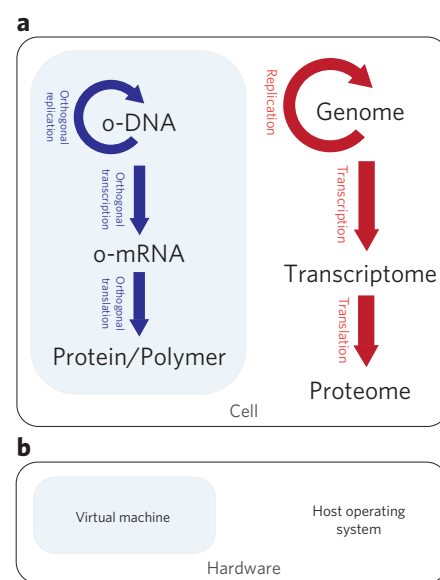 a
Orthogonal
replication
o-DNA
Orthogonal
transcription
o-mRNA
Orthogonal
translation
Protein/Polymer
Replication
Genome
Transcription
Transcriptome
Translation
Proteome
Cell
b
Virtual machine
Host operating
system
Hardware